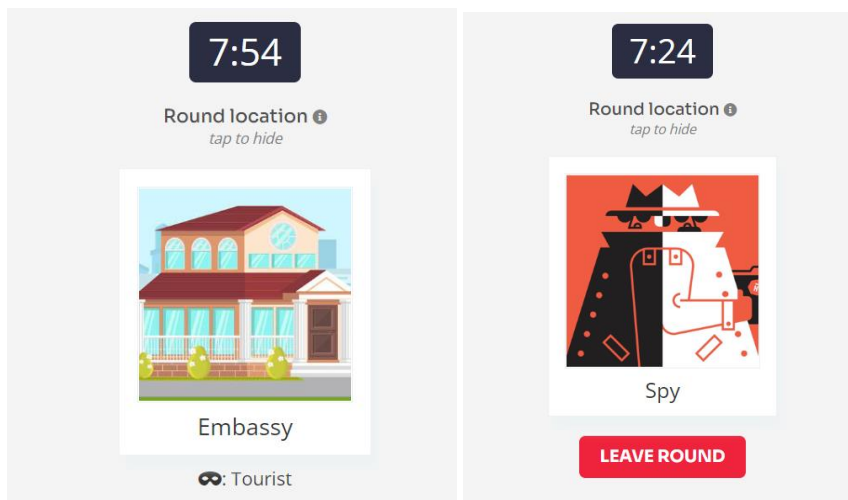 7:54
Round location
tap to hide
Embassy
: Tourist
7:24
Round location
tap to hide
Spy
LEAVE ROUND